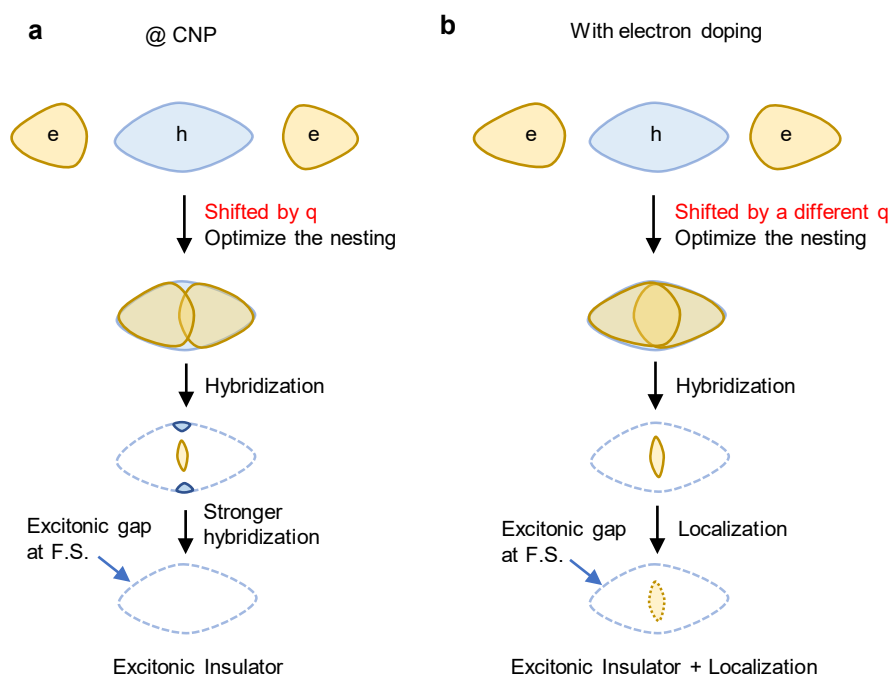 a
@ CNP
e
h
e
Shifted by q
Optimize the nesting
Hybridization
Stronger
hybridization
Excitonic gap
at F.S.
Excitonic Insulator
b
With electron doping
e
h
e
Shifted by a different q
Optimize the nesting
Hybridization
Localization
Excitonic gap
at F.S.
Excitonic Insulator + Localization